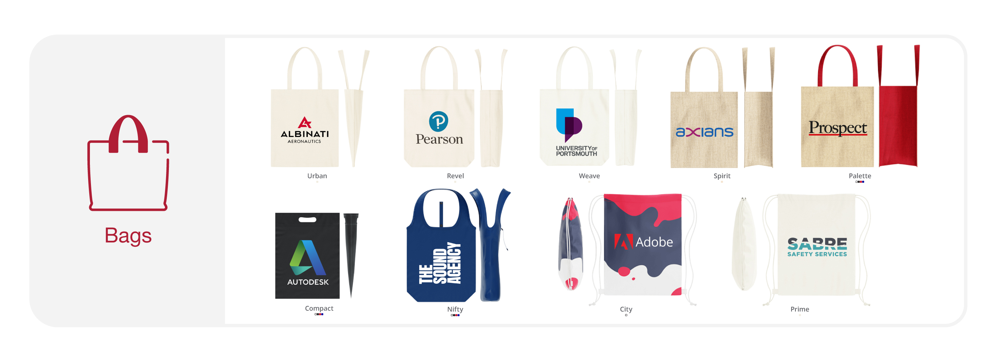 Bags
ALBINATI
AERONAUTICS
Urban
Pearson
Revel
UNIVERSITY OF
PORTSMOUTH
Weave
axians
Spirit
Prospect
Palette
AUTODESK
Compact
THE
SOUND
AGENCY
Nifty
Adobe
City
SABRE
SAFETY SERVICES
Prime